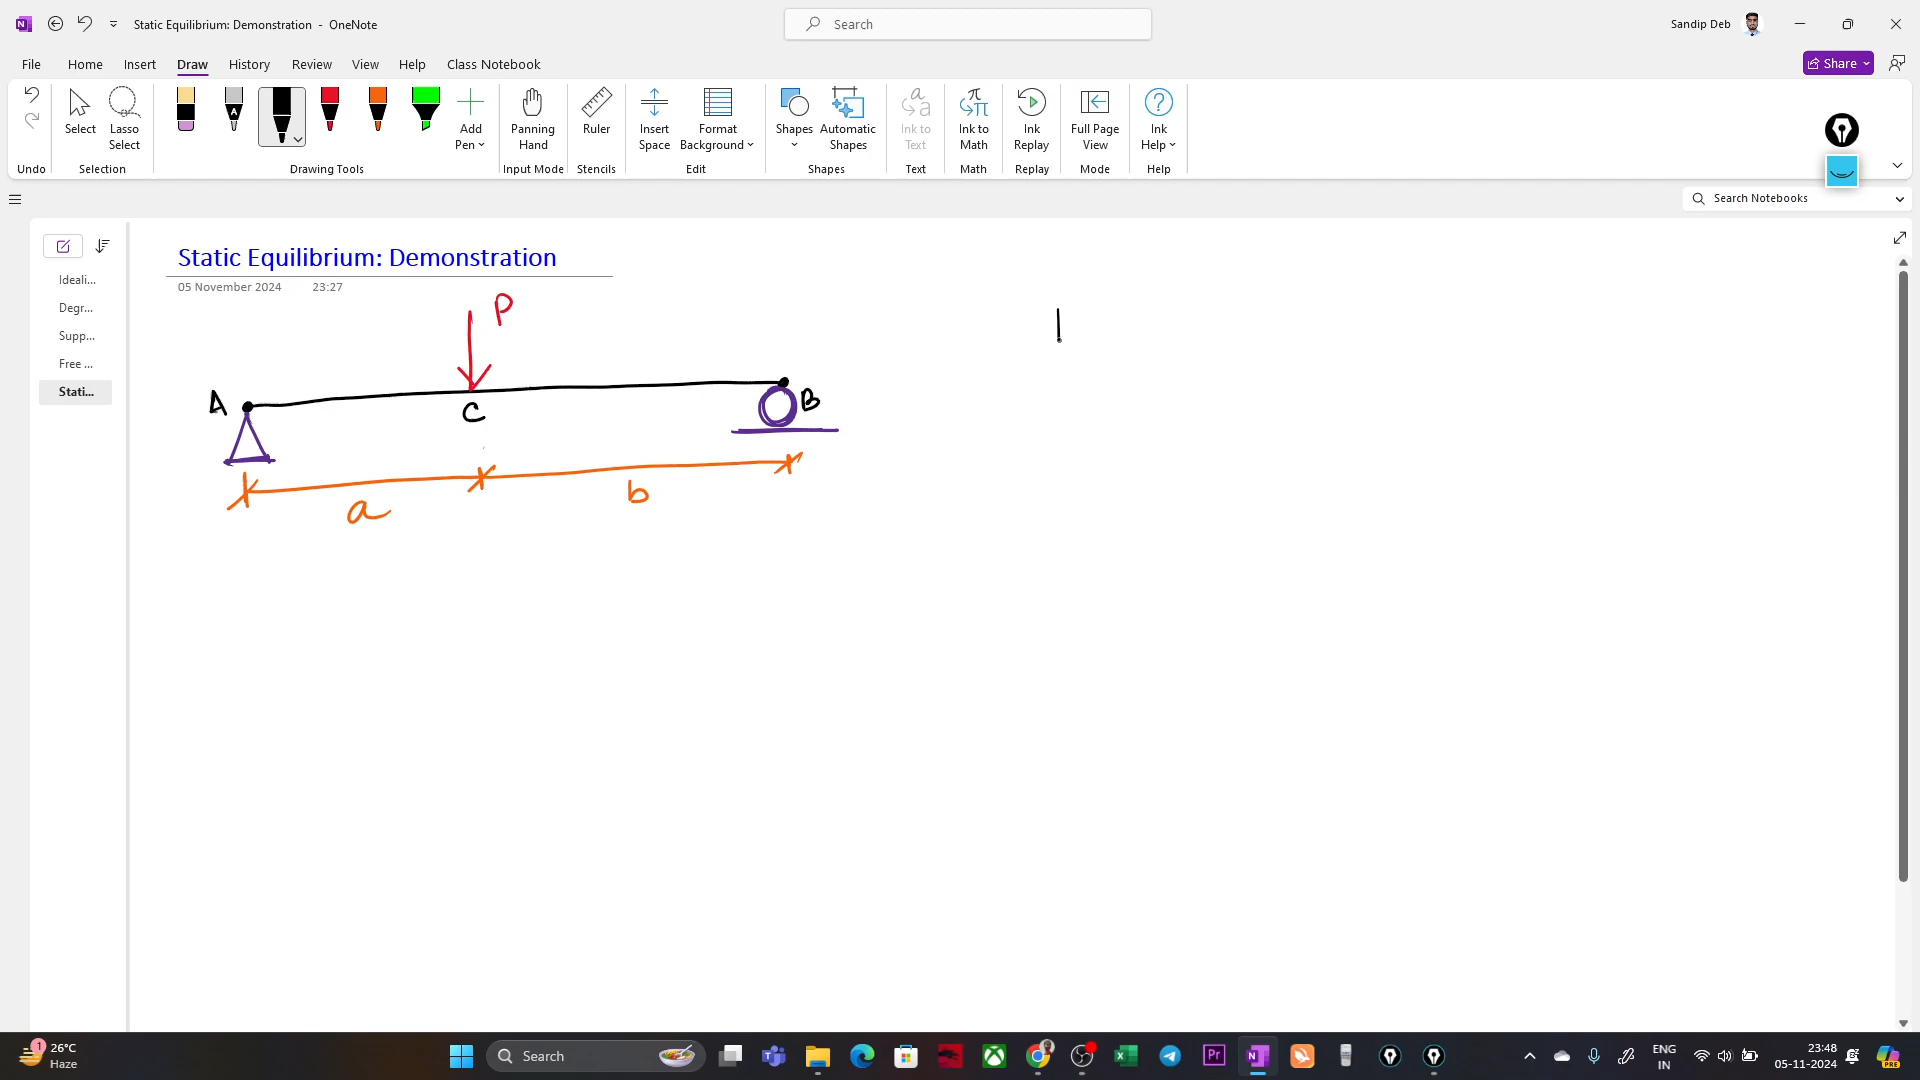 Static Equilibrium: Demonstration - OneNote
Search
Sandip Deb
File Home Insert Draw History Review View Help Class Notebook
Share
Select
Lasso Select
A
Add Pen
Panning Hand
Ruler
Insert Space
Format Background
Shapes
Automatic Shapes
a
a
Ink to Text
π
π
Ink to Math
Ink Replay
Full Page View
Ink Help
Undo Selection Drawing Tools Input Mode Stencils Edit Shapes Text Math Replay Mode Help
Search Notebooks
Ideali...
Degr...
Supp...
Free ...
Stati...
Static Equilibrium: Demonstration
05 November 2024 23:27
P
A
C
B
a
b
1
26°C
Haze
Search
Pr
ENG
IN
23:48
05-11-2024
PRE